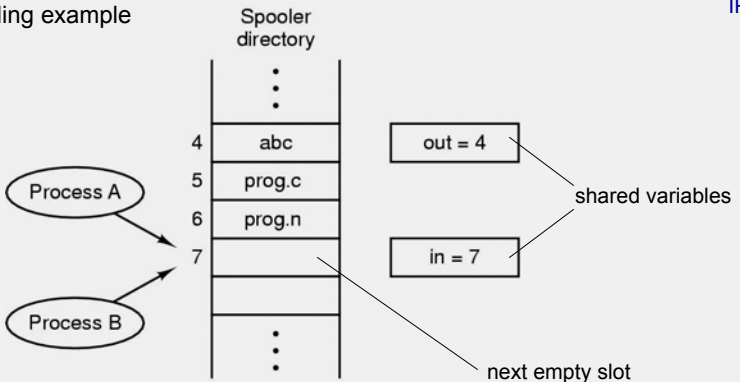 ling example
Spooler
directory
4 abc
5 prog.c
6 prog.n
7
out = 4
in = 7
shared variables
Process A
Process B
next empty slot